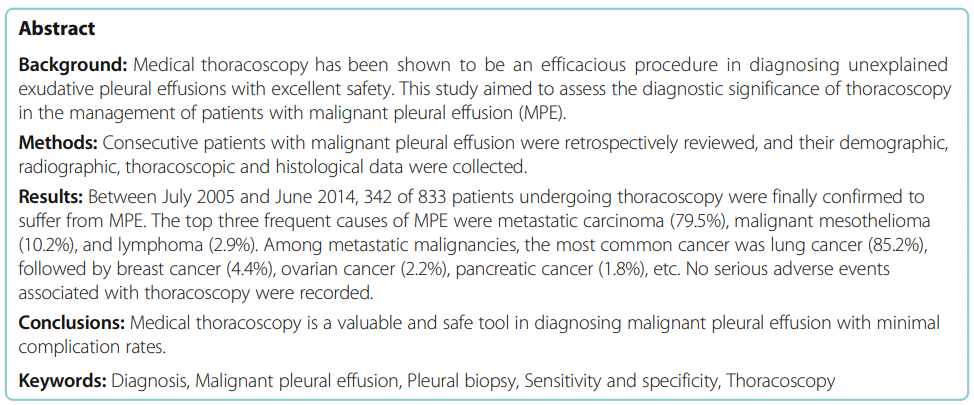 Abstract
Background: Medical thoracoscopy has been shown to be an efficacious procedure in diagnosing unexplained
exudative pleural effusions with excellent safety. This study aimed to assess the diagnostic significance of thoracoscopy
in the management of patients with malignant pleural effusion (MPE).
Methods: Consecutive patients with malignant pleural effusion were retrospectively reviewed, and their demographic,
radiographic, thoracoscopic and histological data were collected.
Results: Between July 2005 and June 2014, 342 of 833 patients undergoing thoracoscopy were finally confirmed to
suffer from MPE. The top three frequent causes of MPE were metastatic carcinoma (79.5%), malignant mesothelioma
(10.2%), and lymphoma (2.9%). Among metastatic malignancies, the most common cancer was lung cancer (85.2%),
followed by breast cancer (4.4%), ovarian cancer (2.2%), pancreatic cancer (1.8%), etc. No serious adverse events
associated with thoracoscopy were recorded.
Conclusions: Medical thoracoscopy is a valuable and safe tool in diagnosing malignant pleural effusion with minimal
complication rates.
Keywords: Diagnosis, Malignant pleural effusion, Pleural biopsy, Sensitivity and specificity, Thoracoscopy